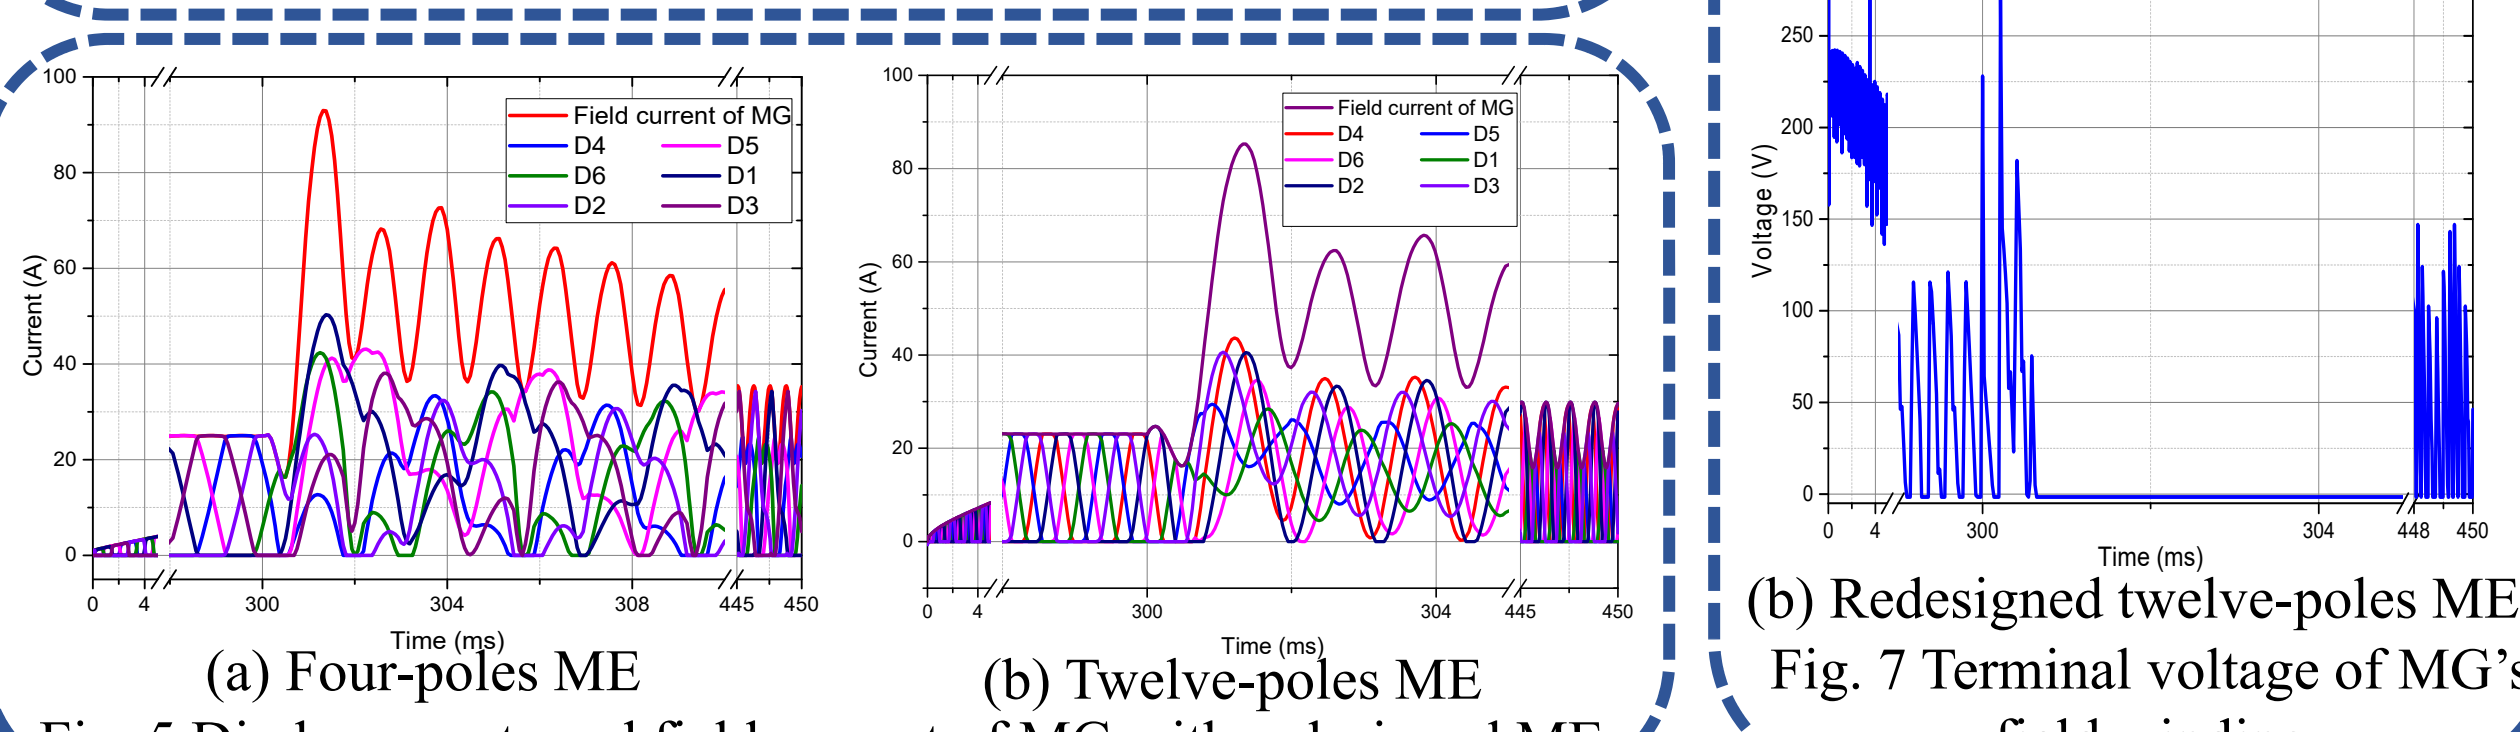 100
80
60
40
20
0
Current (A)
Field current of MG
D4 D5
D6 D1
D2 D3
0 4 300 304 308 445 450
Time (ms)
(a) Four-poles ME
100
80
60
40
20
0
Current (A)
Field current of MG
D4 D5
D6 D1
D2 D3
0 4 300 304 445 450
Time (ms)
(b) Twelve-poles ME
250
200
150
100
50
0
Voltage (V)
0 4 300 304 448 450
Time (ms)
(b) Redesigned twelve-poles ME
Fig. 7 Terminal voltage of MG's